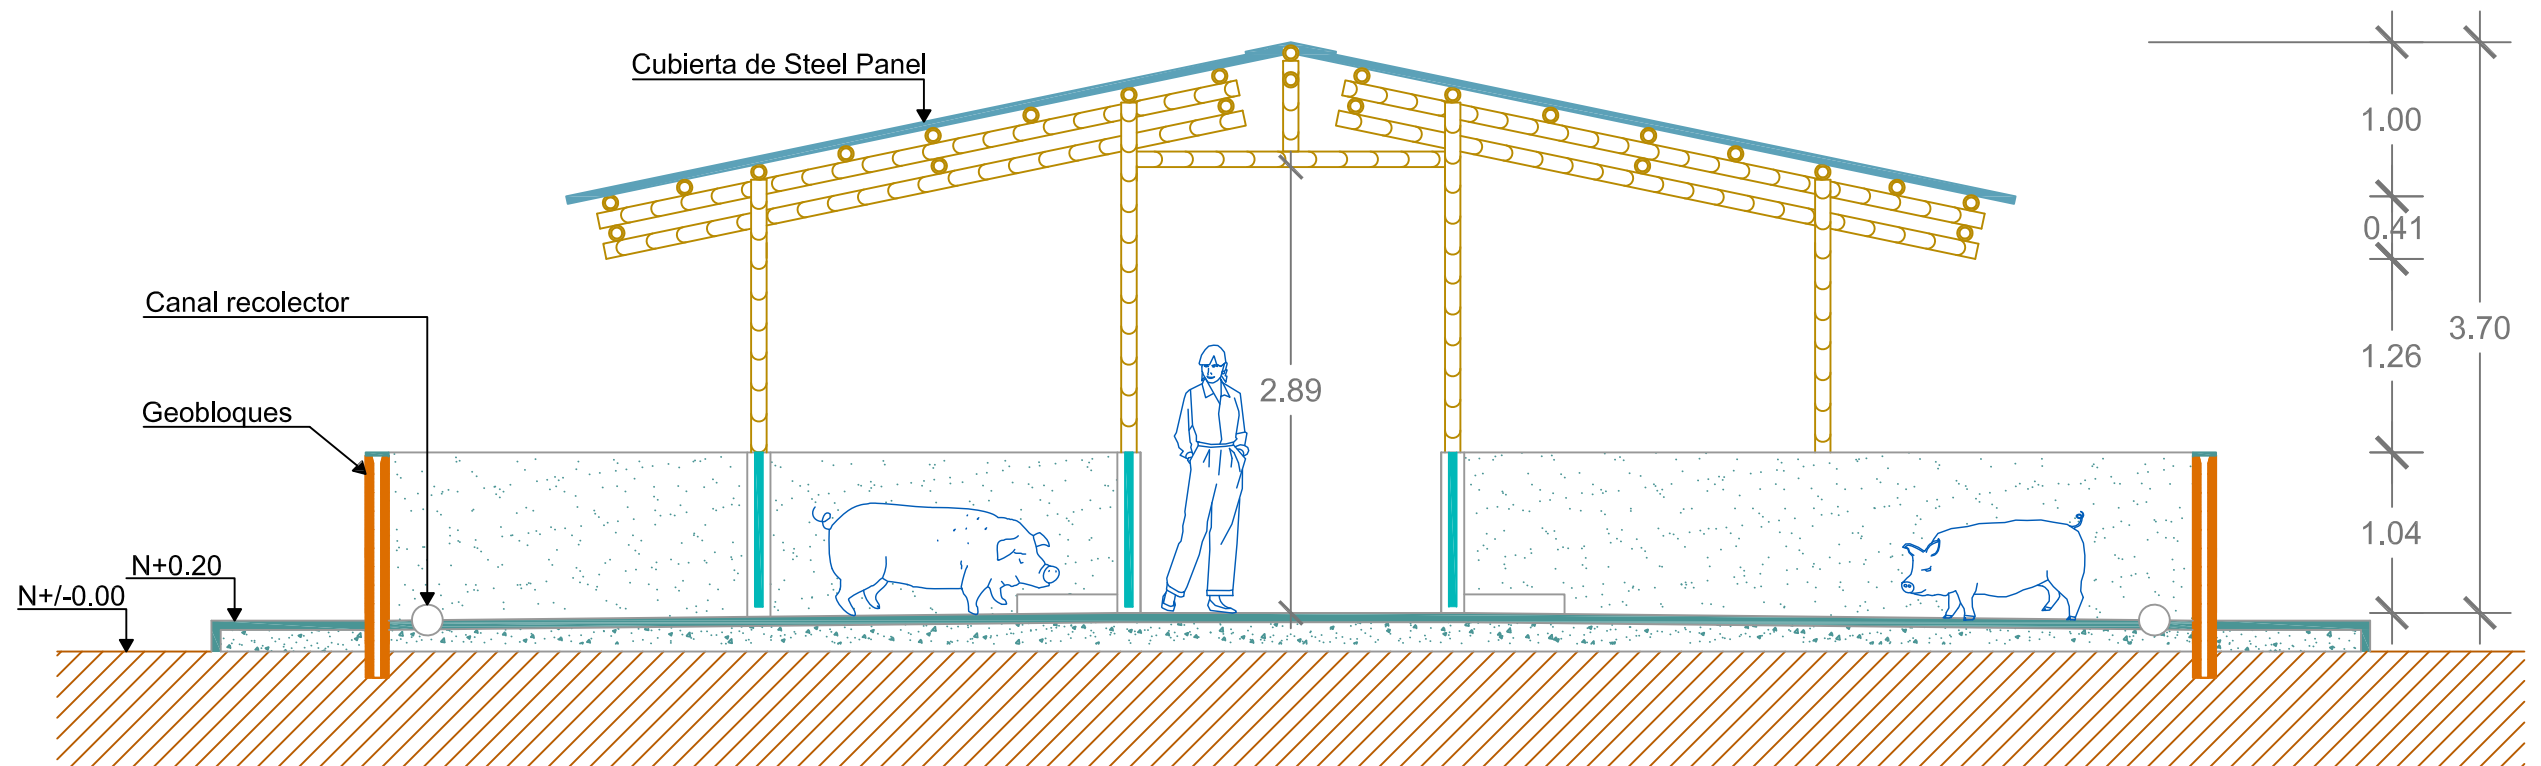 Cubierta de Steel Panel
1.00
0.41
Canal recolector
3.70
1.26
2.89
Geobloques
1.04
N+0.20
N+/-0.00